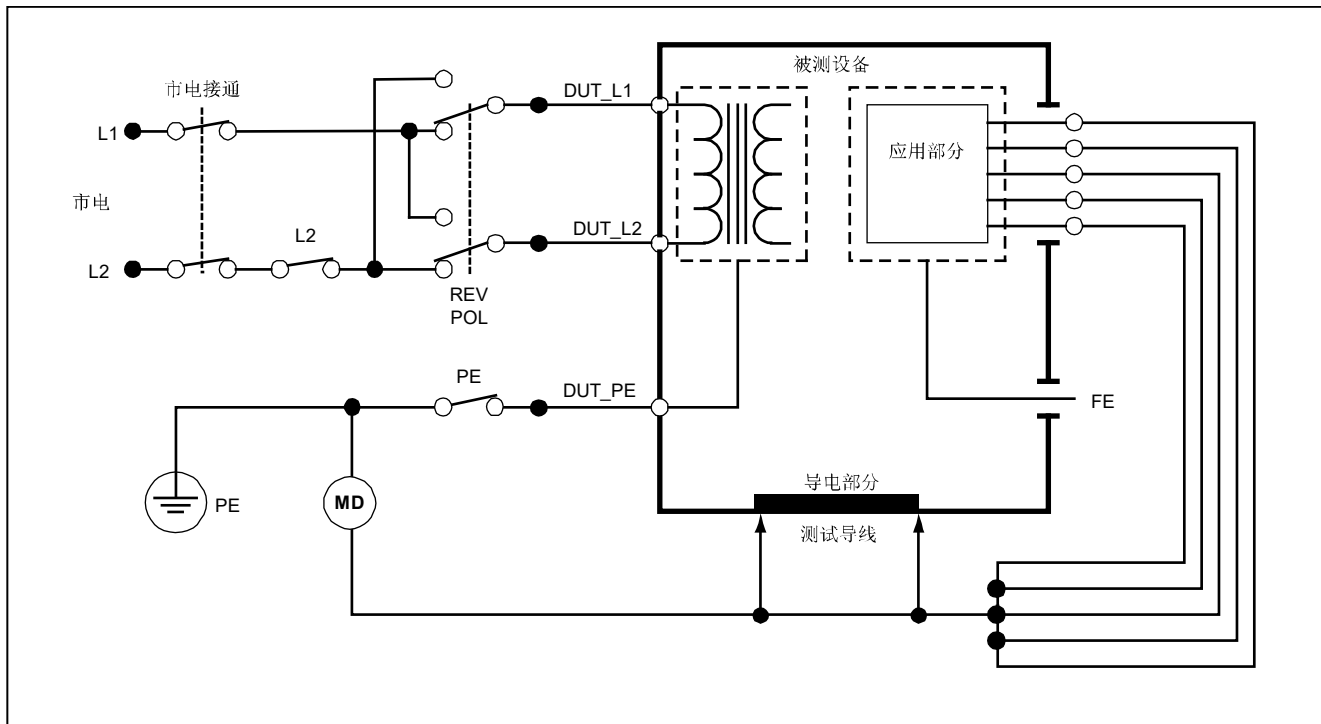 被测设备
市电接通
DUT_L1
L1
应用部分
市电
L2
DUT_L2
L2
REV
POL
PE
DUT_PE
FE
导电部分
PE
MD
测试导线